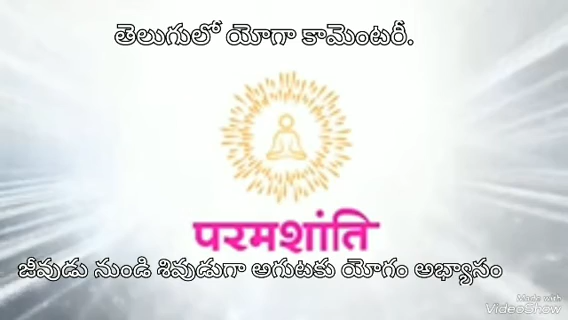 తెలుగులో యోగా కామెంటరీ.
परमशांति
జీవుడు నుండి శివుడుగా అగుటకు యోగం అభ్యాసం
Made with
VideoShow